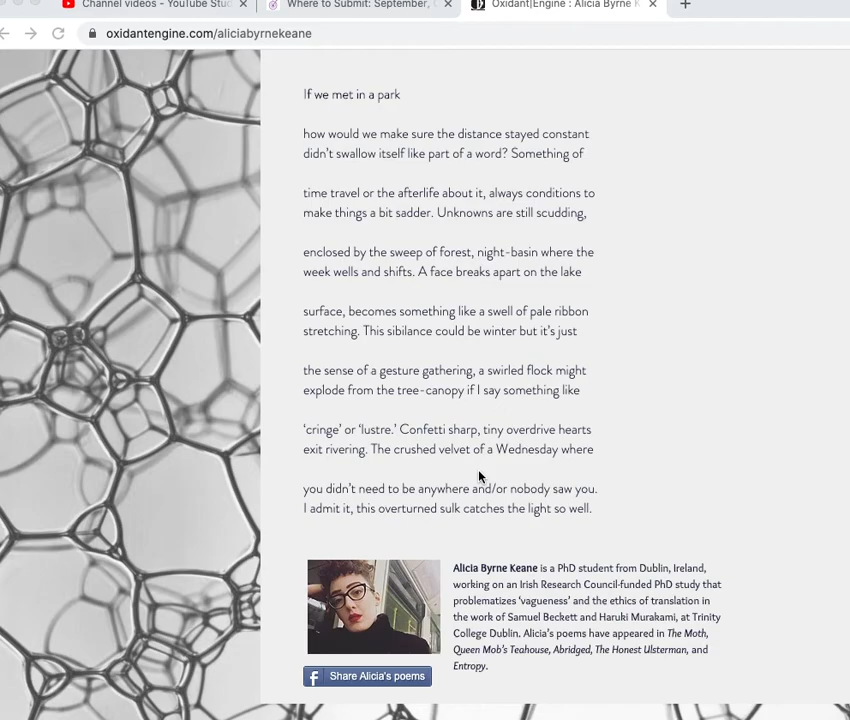 Channel videos - YouTube Stud
Where to Submit: September,
Oxidant|Engine : Alicia Byrne K
oxidantengine.com/aliciabyrnekeane
If we met in a park
how would we make sure the distance stayed constant
didn’t swallow itself like part of a word? Something of
time travel or the afterlife about it, always conditions to
make things a bit sadder. Unknowns are still scudding,
enclosed by the sweep of forest, night-basin where the
week wells and shifts. A face breaks apart on the lake
surface, becomes something like a swell of pale ribbon
stretching. This sibilance could be winter but it’s just
the sense of a gesture gathering, a swirled flock might
explode from the tree-canopy if I say something like
‘cringe’ or ‘lustre.’ Confetti sharp, tiny overdrive hearts
exit rivering. The crushed velvet of a Wednesday where
you didn’t need to be anywhere and/or nobody saw you.
I admit it, this overturned sulk catches the light so well.
Alicia Byrne Keane is a PhD student from Dublin, Ireland,
working on an Irish Research Council-funded PhD study that
problematizes ‘vagueness’ and the ethics of translation in
the work of Samuel Beckett and Haruki Murakami, at Trinity
College Dublin. Alicia’s poems have appeared in The Moth,
Queen Mob’s Teahouse, Abridged, The Honest Ulsterman, and
Entropy.
f Share Alicia's poems